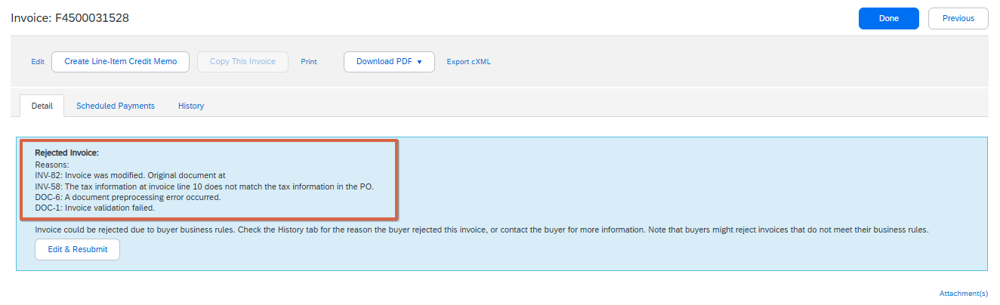 Invoice: F4500031528
Done
Previous
Edit
Create Line-Item Credit Memo
Copy This Invoice
Print
Download PDF
Export cXML
Detail
Scheduled Payments
History
Rejected Invoice:
Reasons:
INV-82: Invoice was modified. Original document at
INV-58: The tax information at invoice line 10 does not match the tax information in the PO.
DOC-6: A document preprocessing error occurred.
DOC-1: Invoice validation failed.
Invoice could be rejected due to buyer business rules. Check the History tab for the reason the buyer rejected this invoice, or contact the buyer for more information. Note that buyers might reject invoices that do not meet their business rules.
Edit & Resubmit
Attachment(s)